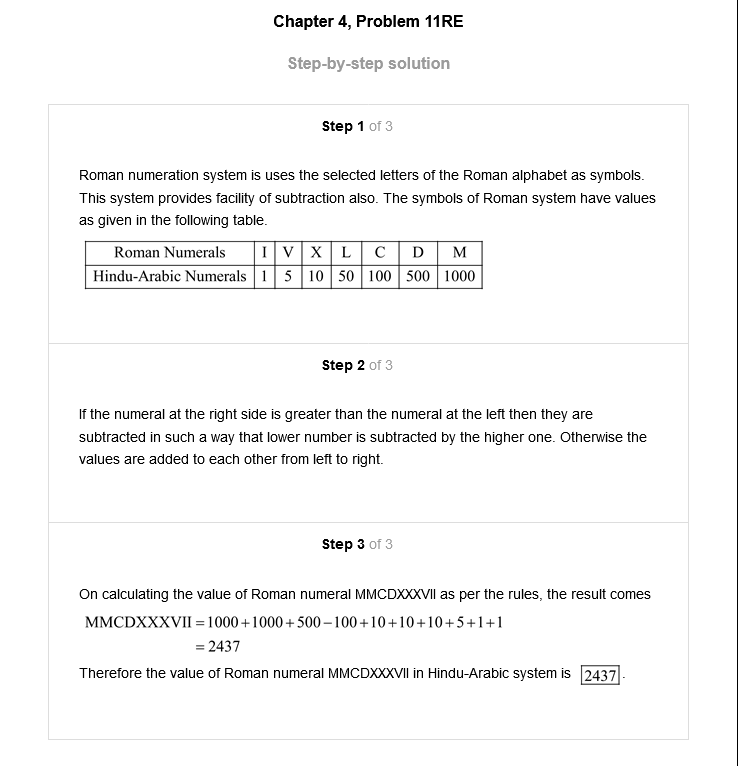 Chapter 4, Problem 11RE
Step-by-step solution
Step 1 of 3
Roman numeration system is uses the selected letters of the Roman alphabet as symbols.
This system provides facility of subtraction also. The symbols of Roman system have values
as given in the following table.
Roman Numerals I V X L C D M
Hindu-Arabic Numerals 1 5 10 50 100 500 1000
Step 2 of 3
If the numeral at the right side is greater than the numeral at the left then they are
subtracted in such a way that lower number is subtracted by the higher one. Otherwise the
values are added to each other from left to right.
Step 3 of 3
On calculating the value of Roman numeral MMCDXXXVII as per the rules, the result comes
MMCDXXXVII = 1000+1000+500−100+10+10+10+5+1+1
= 2437
Therefore the value of Roman numeral MMCDXXXVII in Hindu-Arabic system is 2437.